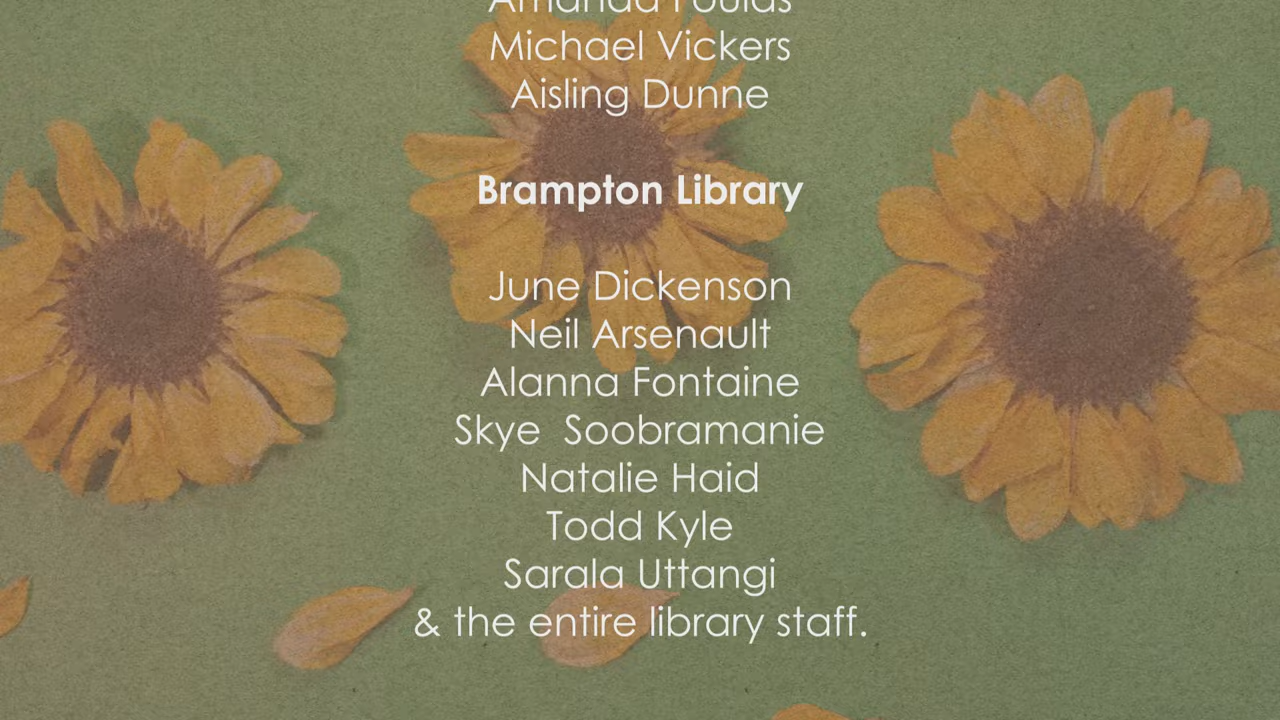 Michael Vickers
Aisling Dunne
Brampton Library
June Dickenson
Neil Arsenault
Alanna Fontaine
Skye  Soobramanie
Natalie Haid
Todd Kyle
Sarala Uttangi
& the entire library staff.